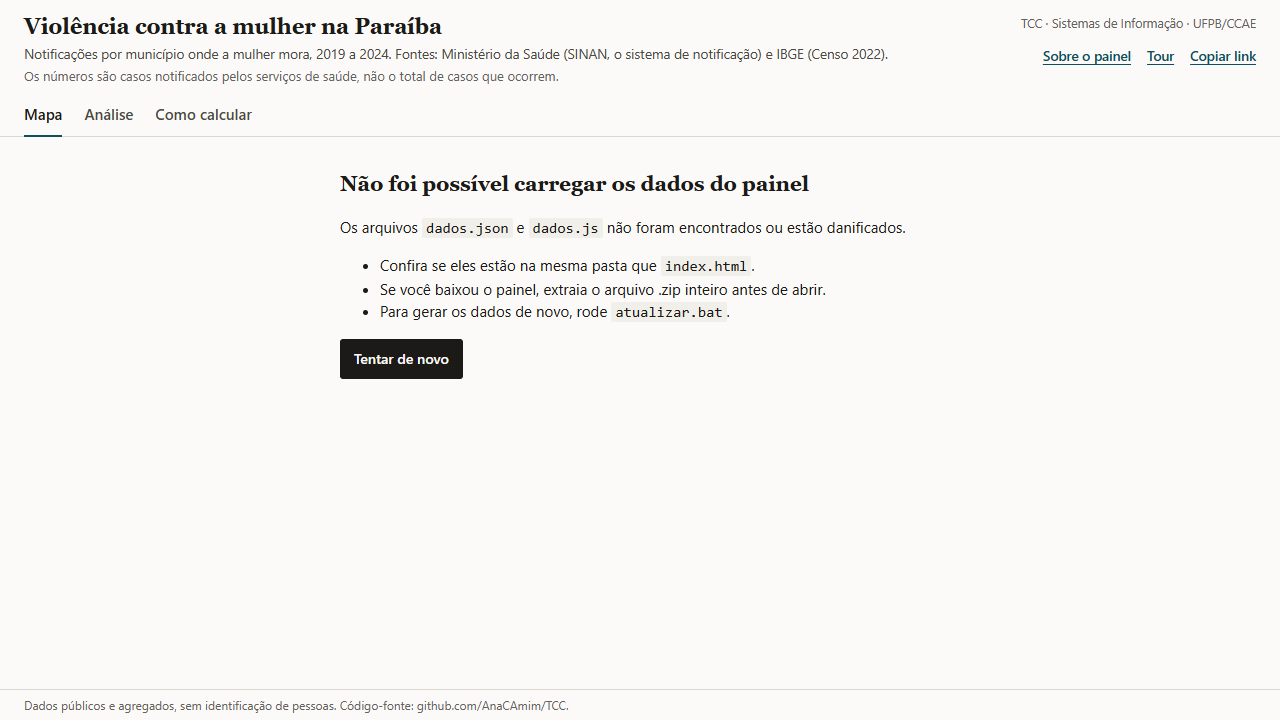 Violência contra a mulher na Paraíba
TCC · Sistemas de Informação · UFPB/CCAE
Notificações por município onde a mulher mora, 2019 a 2024. Fontes: Ministério da Saúde (SINAN, o sistema de notificação) e IBGE (Censo 2022).
Sobre o painel Tour Copiar link
Os números são casos notificados pelos serviços de saúde, não o total de casos que ocorrem.
Mapa Análise Como calcular
Não foi possível carregar os dados do painel
Os arquivos dados.json e dados.js não foram encontrados ou estão danificados.
Confira se eles estão na mesma pasta que index.html.
Se você baixou o painel, extraia o arquivo .zip inteiro antes de abrir.
Para gerar os dados de novo, rode atualizar.bat.
Tentar de novo
Dados públicos e agregados, sem identificação de pessoas. Código-fonte: github.com/AnaCAmim/TCC.